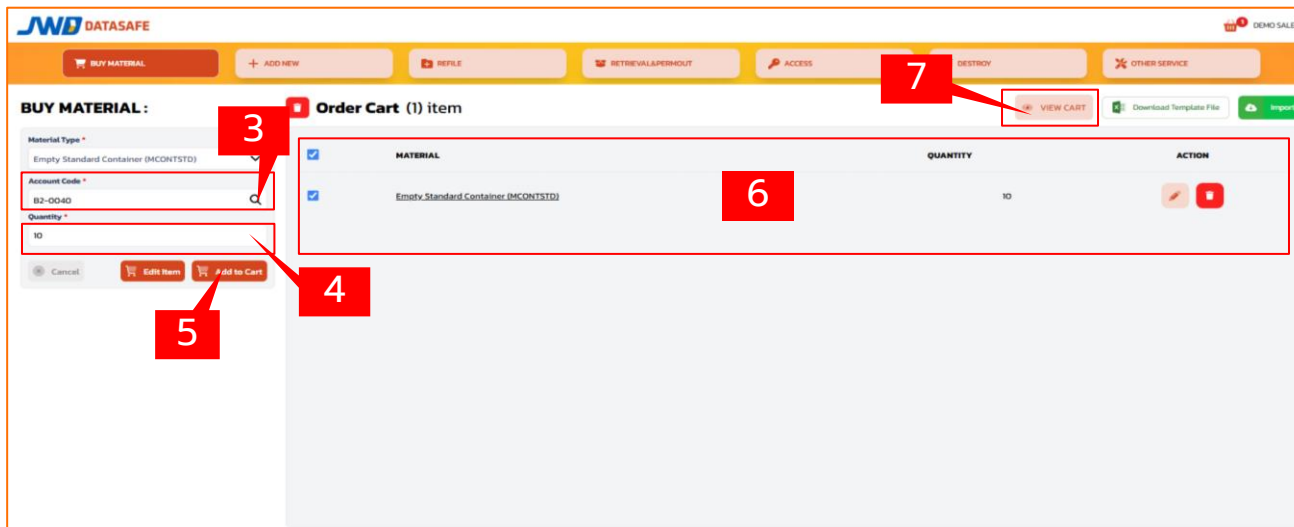 JWD DATASAFE
1
DEMO SALE
BUY MATERIAL
+ ADD NEW
REFILE
RETRIEVAL&PERMOUT
ACCESS
DESTROY
OTHER SERVICE
7
BUY MATERIAL :
Order Cart (1) item
VIEW CART
Download Template File
Import
3
Material Type *
Empty Standard Container (MCONTSTD)
MATERIAL
QUANTITY
ACTION
Account Code *
B2-0040
Empty Standard Container (MCONTSTD)
6
10
Quantity *
10
Cancel
Edit Item
Add to Cart
4
5